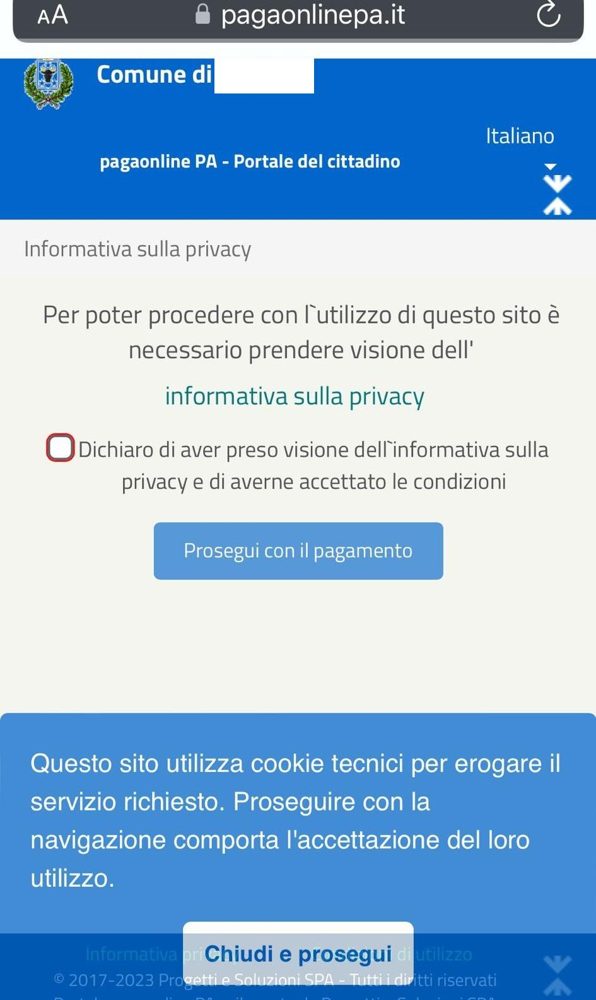 AA pagaonlinepa.it
Comune di
Italiano
pagaonline PA - Portale del cittadino
Informativa sulla privacy
Per poter procedere con l`utilizzo di questo sito è
necessario prendere visione dell'
informativa sulla privacy
Dichiaro di aver preso visione dell`informativa sulla
privacy e di averne accettato le condizioni
Prosegui con il pagamento
Questo sito utilizza cookie tecnici per erogare il
servizio richiesto. Proseguire con la
navigazione comporta l'accettazione del loro
utilizzo.
Chiudi e prosegui
Informativa privacy di utilizzo
© 2017-2023 Progetti e Soluzioni SPA - Tutti i diritti riservati